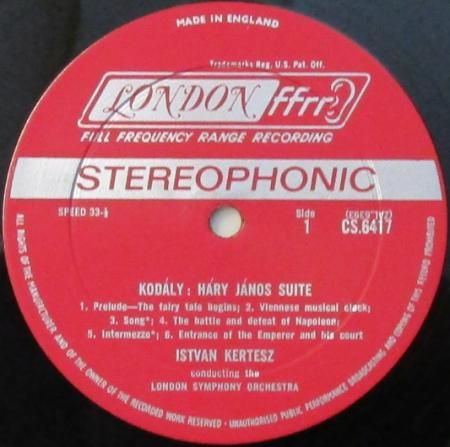 MADE IN ENGLAND
Trademarks Reg. U.S. Pat. Off.
LONDON ffrr
FULL FREQUENCY RANGE RECORDING
STEREOPHONIC
SPEED 33-⅓
Side
1
(ZAL.6393)
CS.6417
KODÁLY : HÁRY JÁNOS SUITE
1. Prelude—The fairy tale begins; 2. Viennese musical clock;
3. Song*; 4. The battle and defeat of Napoleon;
5. Intermezzo*; 6. Entrance of the Emperor and his court
ISTVAN KERTESZ
conducting the
LONDON SYMPHONY ORCHESTRA
ALL RIGHTS OF THE MANUFACTURER AND OF THE OWNER OF THE RECORDED WORK RESERVED · UNAUTHORISED PUBLIC PERFORMANCE BROADCASTING AND COPYING OF THIS RECORD PROHIBITED